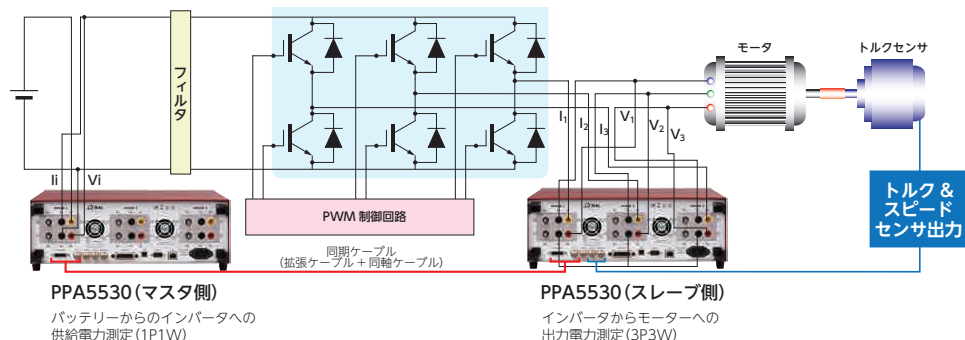 フィルタ
モータ
トルクセンサ
I1
I2
I3
V1
V2
V3
Ii
Vi
PWM 制御回路
トルク &
スピード
センサ出力
同期ケーブル
(拡張ケーブル + 同軸ケーブル)
PPA5530 (マスタ側)
バッテリーからのインバータへの
供給電力測定 (1P1W)
PPA5530 (スレーブ側)
インバータからモーターへの
出力電力測定 (3P3W)